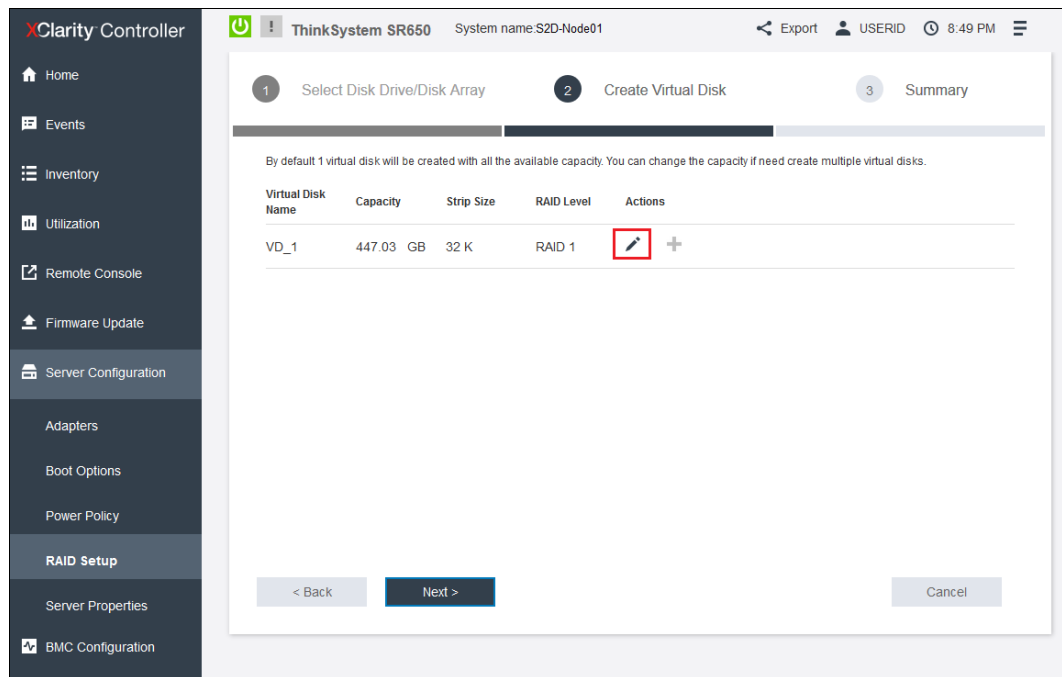 XClarity Controller
ThinkSystem SR650 System name:S2D-Node01 Export USERID 8:49 PM
Home
Events
Inventory
Utilization
Remote Console
Firmware Update
Server Configuration
Adapters
Boot Options
Power Policy
RAID Setup
Server Properties
BMC Configuration
1 Select Disk Drive/Disk Array 2 Create Virtual Disk 3 Summary
By default 1 virtual disk will be created with all the available capacity. You can change the capacity if need create multiple virtual disks.
Virtual Disk
Name Capacity Strip Size RAID Level Actions
VD_1 447.03 GB 32 K RAID 1
< Back Next > Cancel